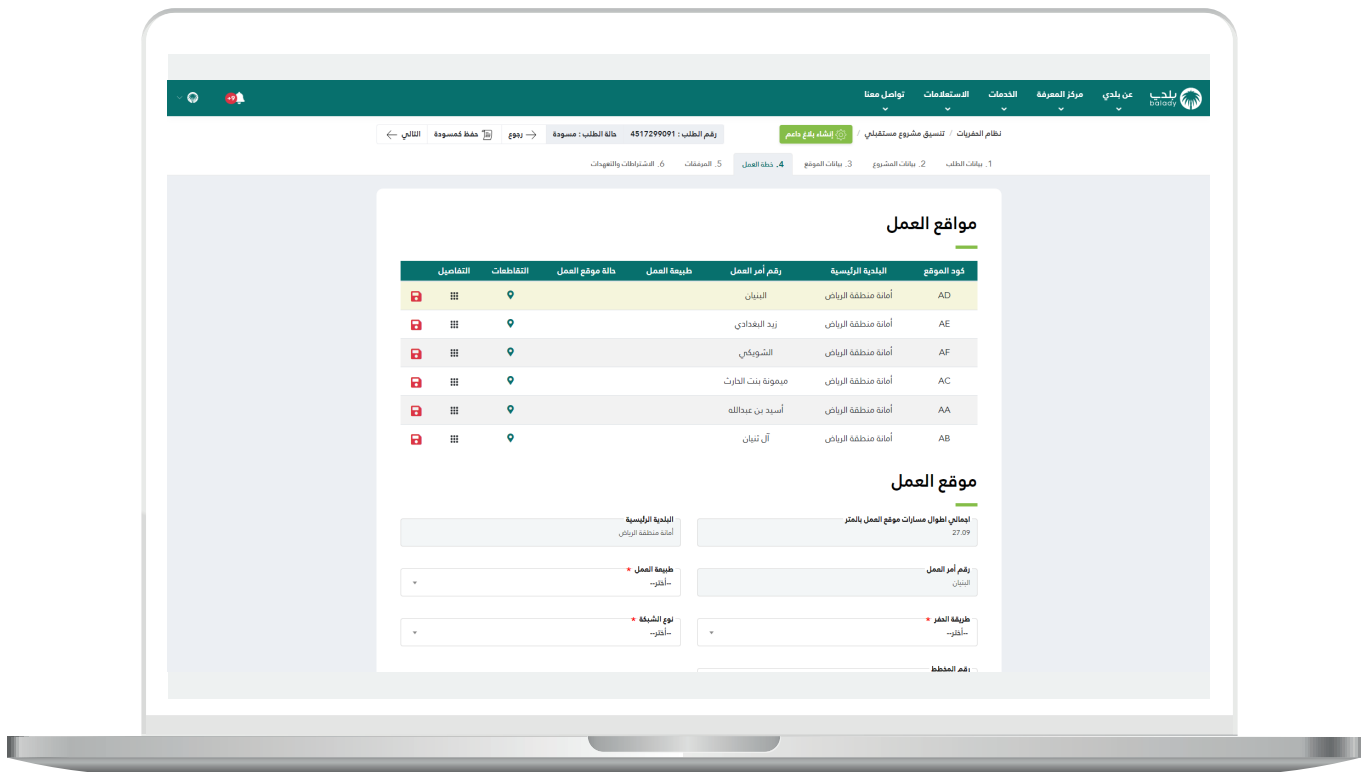 بلدي
balady
عن بلدي
مركز المعرفة
الخدمات
الاستعلامات
تواصل معنا
+9
نظام الحفريات / تنسيق مشروع مستقبلي / إنشاء بلاغ داعم
رقم الطلب : 4517299091 حالة الطلب : مسودة
رجوع
حفظ كمسودة
التالي
1. بيانات الطلب
2. بيانات المشروع
3. بيانات الموقع
4. خطة العمل
5. المرفقات
6. الاشتراطات والتعهدات
مواقع العمل
كود الموقع البلدية الرئيسية رقم أمر العمل طبيعة العمل حالة موقع العمل التقاطعات التفاصيل
AD أمانة منطقة الرياض البنيان
AE أمانة منطقة الرياض زيد البغدادي
AF أمانة منطقة الرياض الشويكي
AC أمانة منطقة الرياض ميمونة بنت الحارث
AA أمانة منطقة الرياض أسيد بن عبدالله
AB أمانة منطقة الرياض آل ثنيان
موقع العمل
اجمالي اطوال مسارات موقع العمل بالمتر
27.09
البلدية الرئيسية
أمانة منطقة الرياض
رقم أمر العمل
البنيان
طبيعة العمل *
--أختر--
طريقة الحفر *
--أختر--
نوع الشبكة *
--أختر--
رقم المخطط